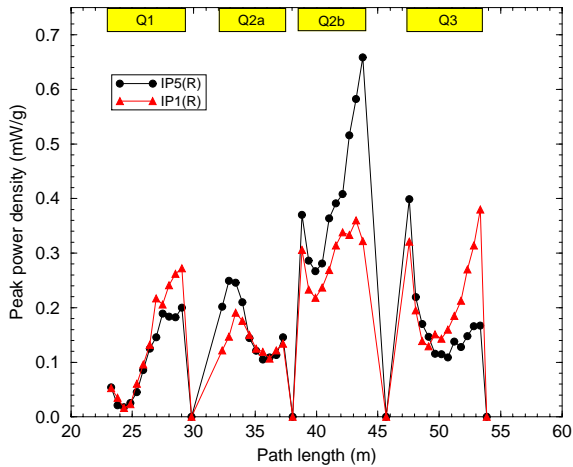 Q1 Q2a Q2b Q3
0.7
0.6
0.5
0.4
0.3
0.2
0.1
0.0
Peak power density (mW/g)
IP5(R)
IP1(R)
20 25 30 35 40 45 50 55 60
Path length (m)